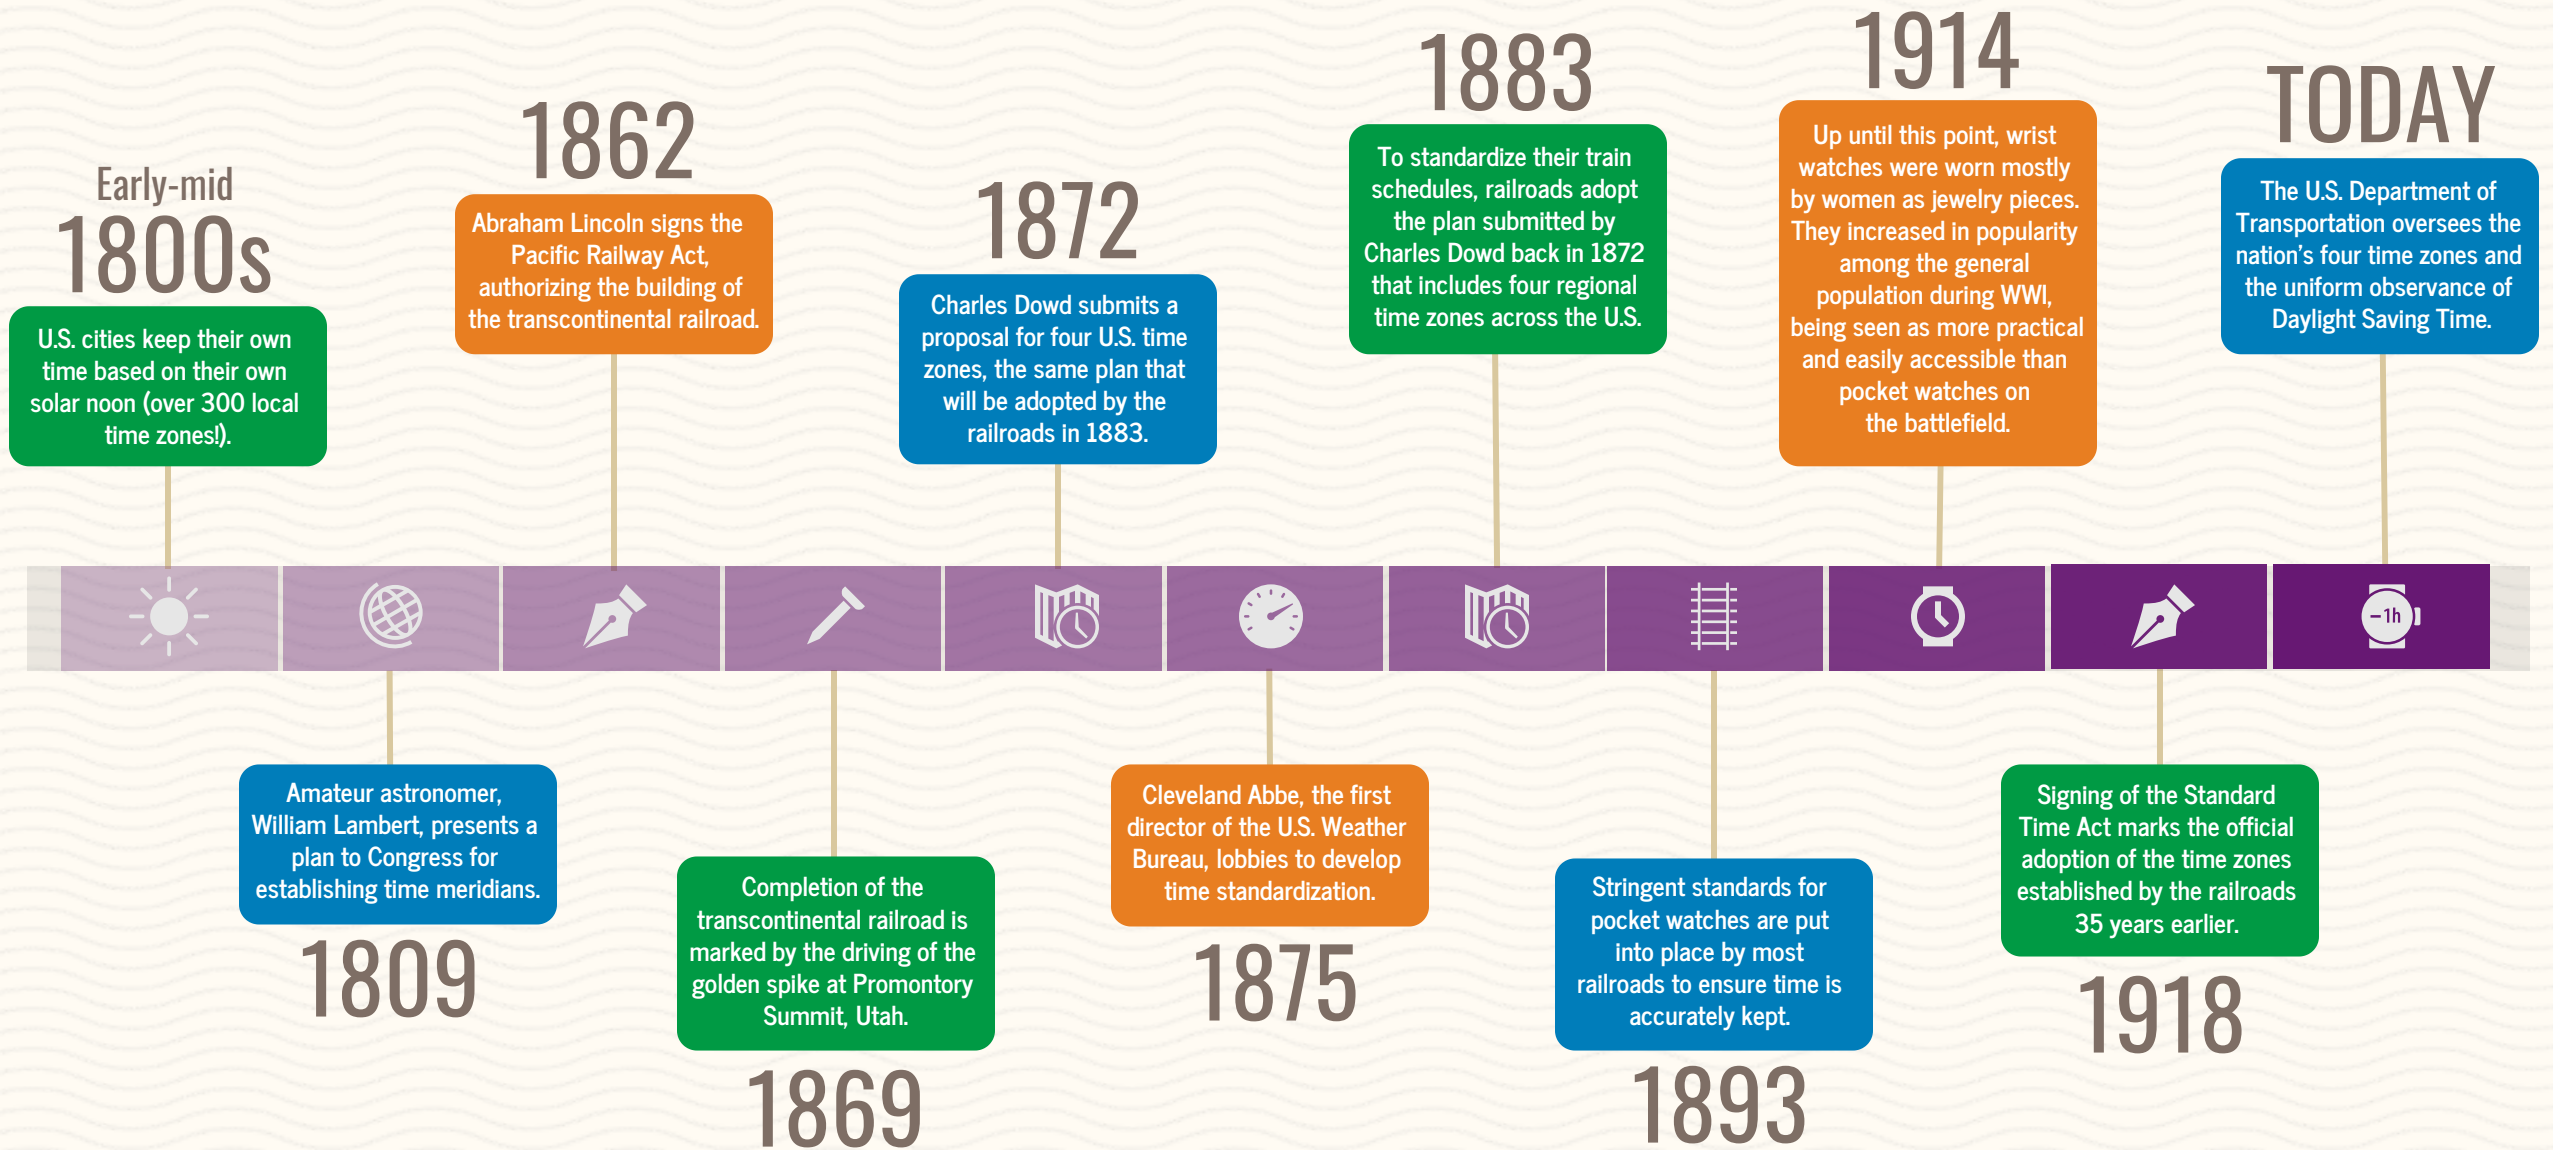 Early-mid
1800s
U.S. cities keep their own
time based on their own
solar noon (over 300 local
time zones!).
Amateur astronomer,
William Lambert, presents a
plan to Congress for
establishing time meridians.
1809
1862
Abraham Lincoln signs the
Pacific Railway Act,
authorizing the building of
the transcontinental railroad.
Completion of the
transcontinental railroad is
marked by the driving of the
golden spike at Promontory
Summit, Utah.
1869
1872
Charles Dowd submits a
proposal for four U.S. time
zones, the same plan that
will be adopted by the
railroads in 1883.
Cleveland Abbe, the first
director of the U.S. Weather
Bureau, lobbies to develop
time standardization.
1875
1883
To standardize their train
schedules, railroads adopt
the plan submitted by
Charles Dowd back in 1872
that includes four regional
time zones across the U.S.
Stringent standards for
pocket watches are put
into place by most
railroads to ensure time is
accurately kept.
1893
1914
Up until this point, wrist
watches were worn mostly
by women as jewelry pieces.
They increased in popularity
among the general
population during WWI,
being seen as more practical
and easily accessible than
pocket watches on
the battlefield.
Signing of the Standard
Time Act marks the official
adoption of the time zones
established by the railroads
35 years earlier.
1918
TODAY
The U.S. Department of
Transportation oversees the
nation's four time zones and
the uniform observance of
Daylight Saving Time.
−1h